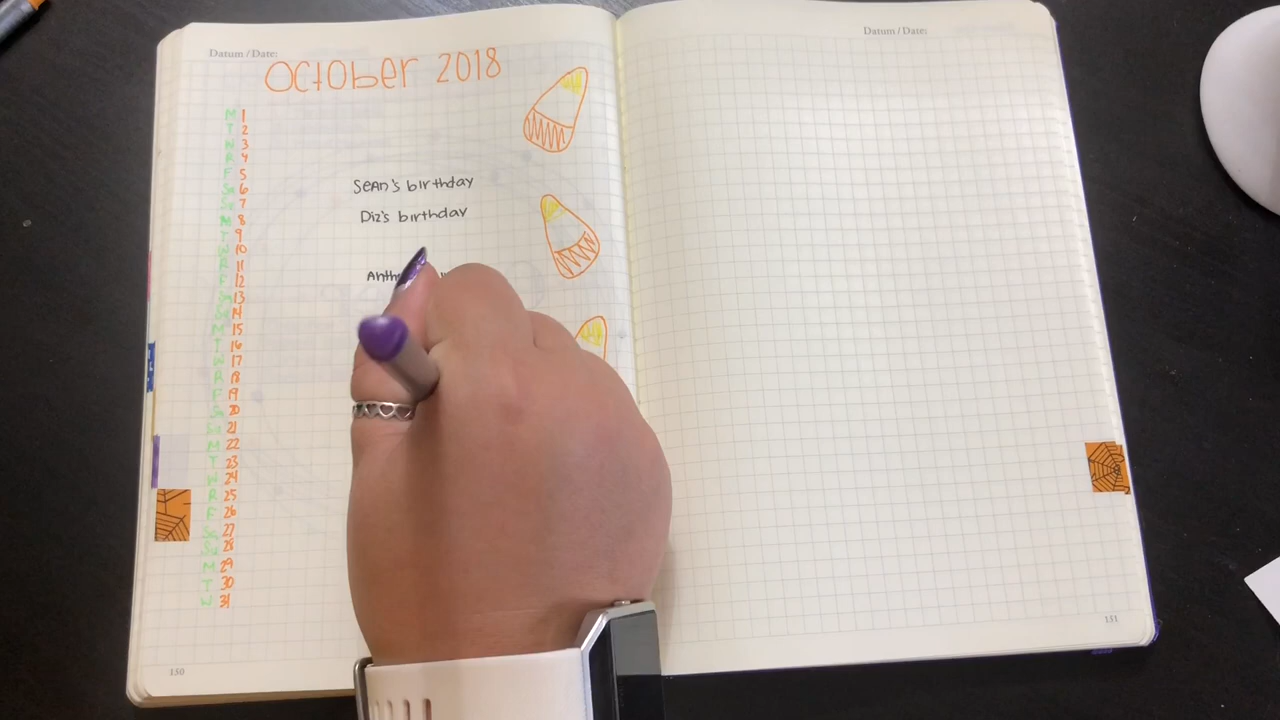 Datum / Date:
Datum / Date:
October 2018
M 1
T 2
W 3
R 4
F 5
Sa 6
Su 7
M 8
T 9
W 10
R 11
F 12
Sa 13
Su 14
M 15
T 16
W 17
R 18
F 19
Sa 20
Su 21
M 22
T 23
W 24
R 25
F 26
Sa 27
Su 28
M 29
T 30
W 31
Sean's birthday
Diz's birthday
150
151